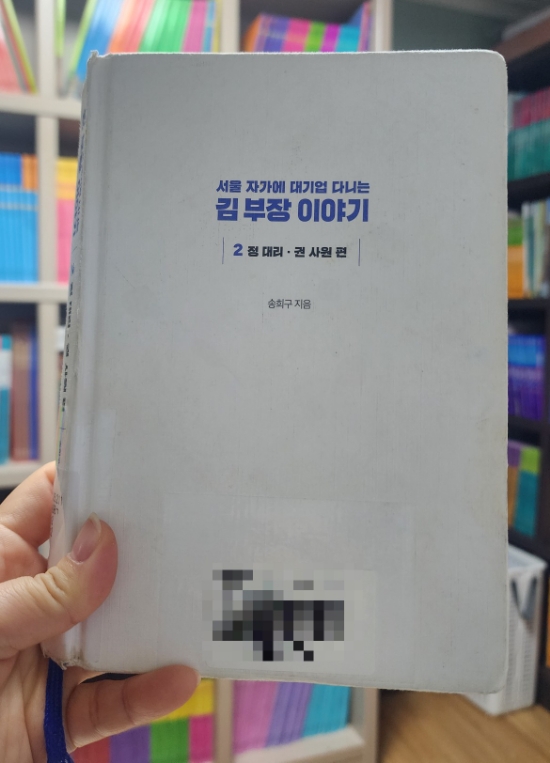 서울 자가에 대기업 다니는
김 부장 이야기
2 정 대리 · 권 사원 편
송희구 지음